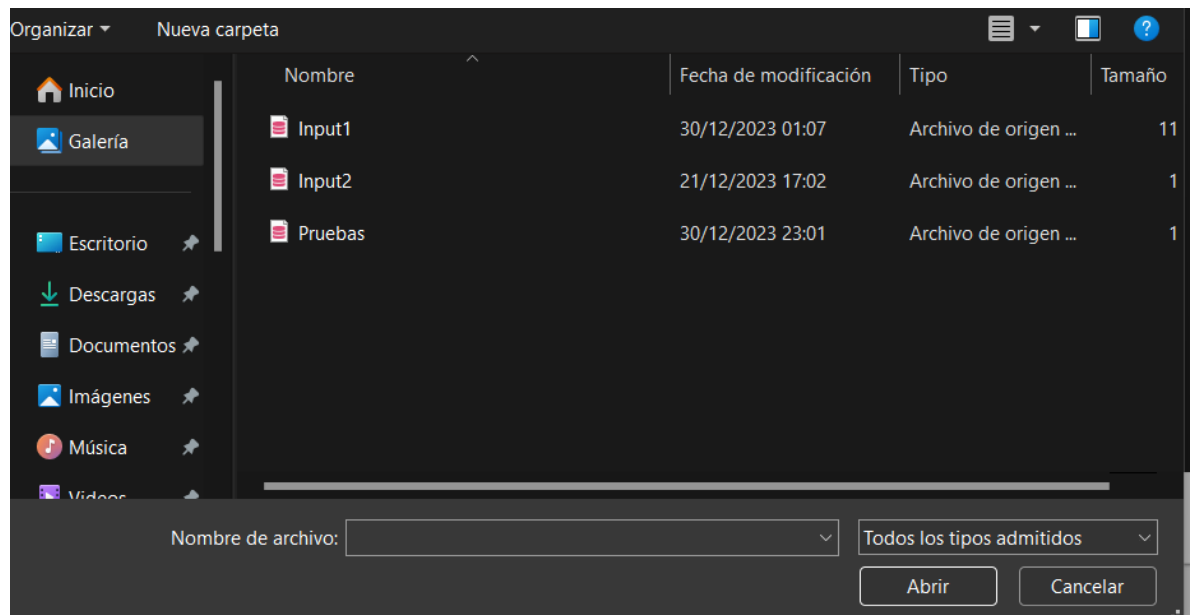 Organizar Nueva carpeta ?
Nombre Fecha de modificación Tipo Tamaño
Inicio
Galería
Input1 30/12/2023 01:07 Archivo de origen ... 11
Input2 21/12/2023 17:02 Archivo de origen ... 1
Pruebas 30/12/2023 23:01 Archivo de origen ... 1
Escritorio
Descargas
Documentos
Imágenes
Música
Videos
Nombre de archivo: Todos los tipos admitidos
Abrir Cancelar